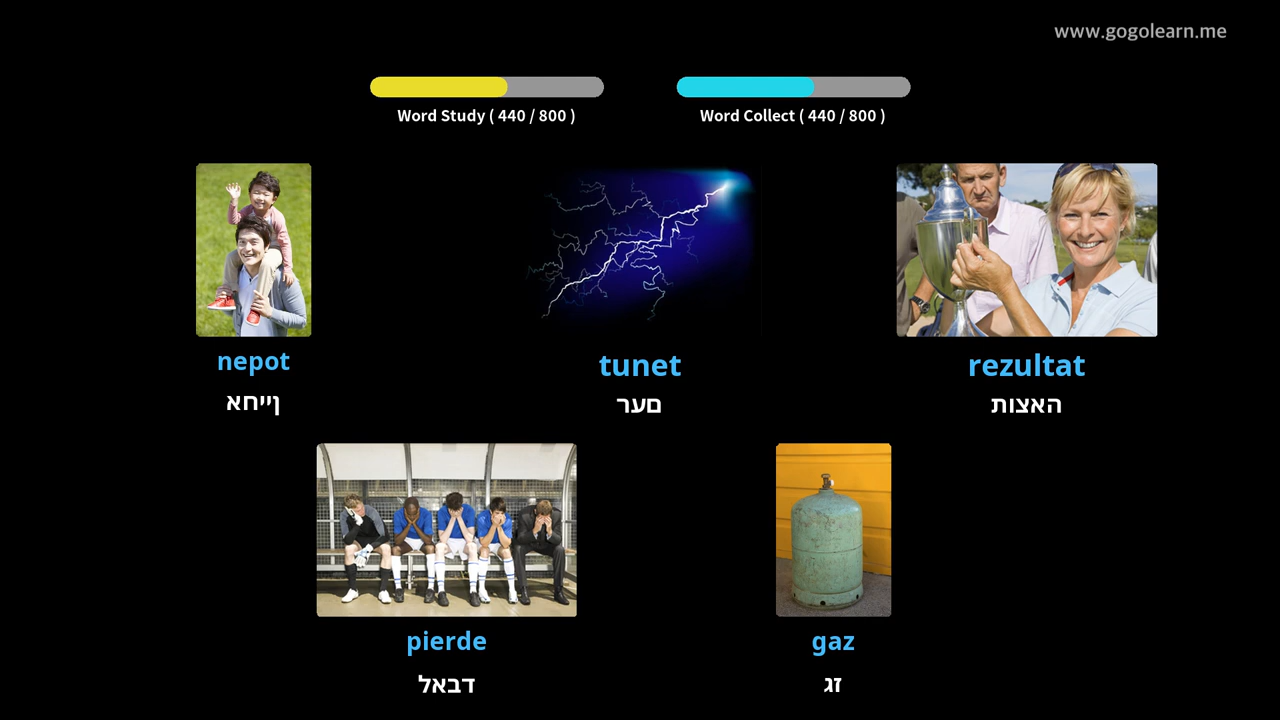 www.gogolearn.me
Word Study ( 440 / 800 )
Word Collect ( 440 / 800 )
nepot
ןייחא
tunet
םער
rezultat
האצות
pierde
דבאל
gaz
זג